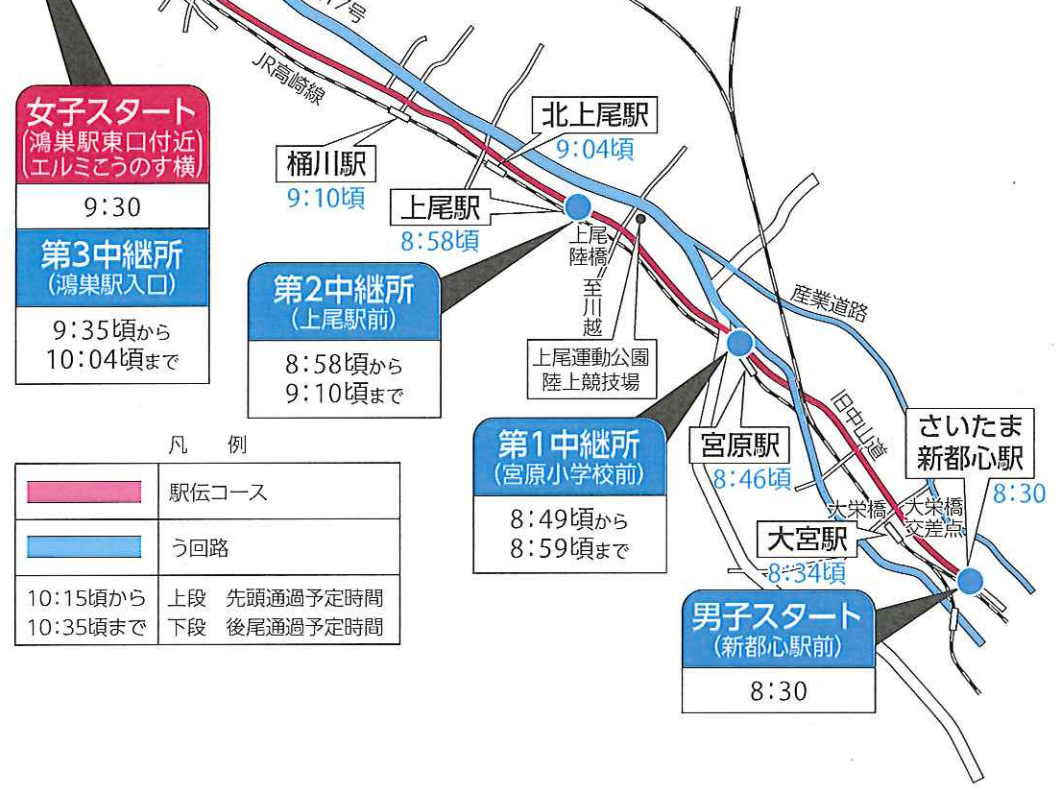 17号
JR高崎線
女子スタート
(鴻巣駅東口付近)
エルミこうのす横
9:30
第3中継所
(鴻巣駅入口)
9:35頃から
10:04頃まで
桶川駅
9:10頃
北上尾駅
9:04頃
上尾駅
8:58頃
第2中継所
(上尾駅前)
8:58頃から
9:10頃まで
上尾
陸橋
至川越
上尾運動公園
陸上競技場
産業道路
旧中山道
第1中継所
(宮原小学校前)
8:49頃から
8:59頃まで
宮原駅
8:46頃
さいたま
新都心駅
8:30
大栄橋
大栄橋
交差点
大宮駅
8:34頃
男子スタート
(新都心駅前)
8:30
凡 例
駅伝コース
う回路
10:15頃から 上段 先頭通過予定時間
10:35頃まで 下段 後尾通過予定時間